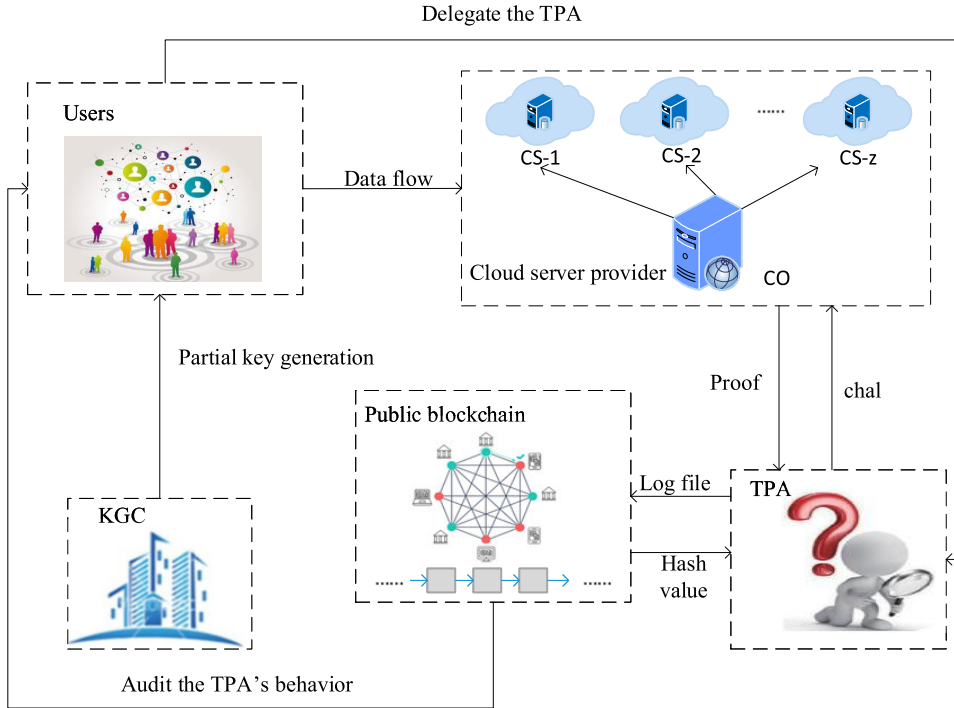 Delegate the TPA
Users
CS-1
CS-2
......
CS-z
Data flow
Cloud server provider
CO
Partial key generation
Proof
chal
Public blockchain
KGC
Log file
TPA
Hash
value
......
......
Audit the TPA's behavior